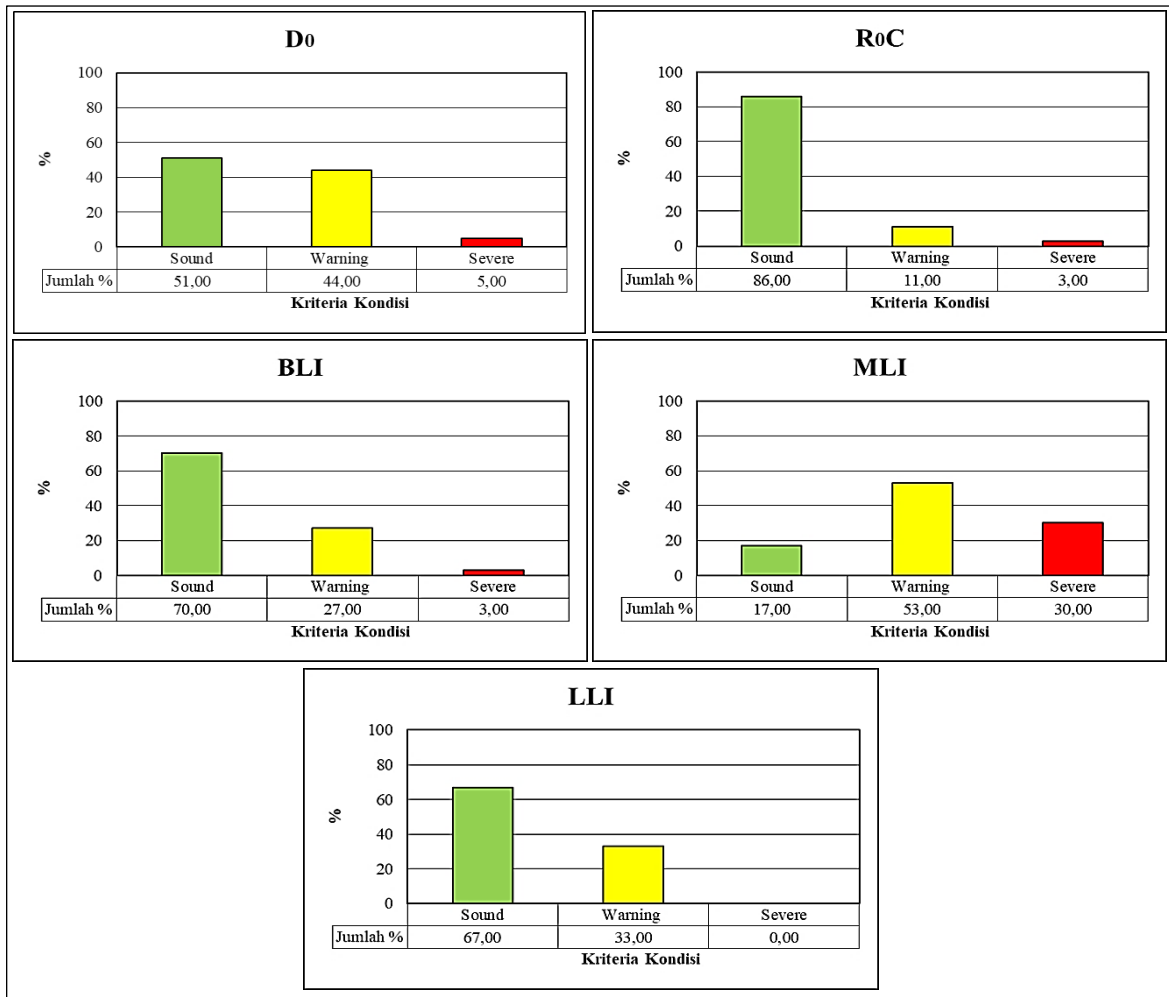 D0
100
80
60
40
20
0
%
Sound Warning Severe
Jumlah % 51,00 44,00 5,00
Kriteria Kondisi
R0C
100
80
60
40
20
0
%
Sound Warning Severe
Jumlah % 86,00 11,00 3,00
Kriteria Kondisi
BLI
100
80
60
40
20
0
%
Sound Warning Severe
Jumlah % 70,00 27,00 3,00
Kriteria Kondisi
MLI
100
80
60
40
20
0
%
Sound Warning Severe
Jumlah % 17,00 53,00 30,00
Kriteria Kondisi
LLI
100
80
60
40
20
0
%
Sound Warning Severe
Jumlah % 67,00 33,00 0,00
Kriteria Kondisi